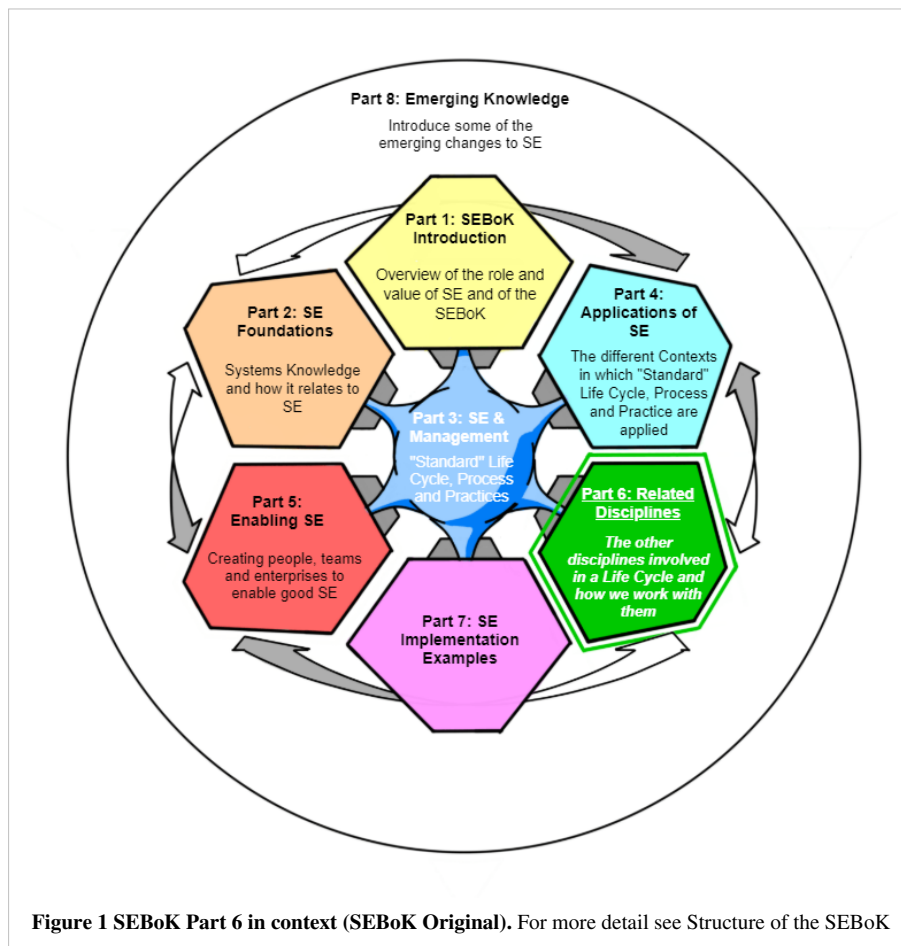 Part 8: Emerging Knowledge
Introduce some of the
emerging changes to SE
Part 1: SEBoK
Introduction
Overview of the role and
value of SE and of the
SEBoK
Part 2: SE
Foundations
Systems Knowledge
and how it relates to
SE
Part 4:
Applications of
SE
The different Contexts
in which "Standard"
Life Cycle, Process
and Practice are
applied
Part 3: SE &
Management
"Standard" Life
Cycle, Process
and Practices
Part 5:
Enabling SE
Creating people, teams
and enterprises to
enable good SE
Part 6: Related
Disciplines
The other
disciplines involved
in a Life Cycle and
how we work with
them
Part 7: SE
Implementation
Examples
Figure 1 SEBoK Part 6 in context (SEBoK Original). For more detail see Structure of the SEBoK